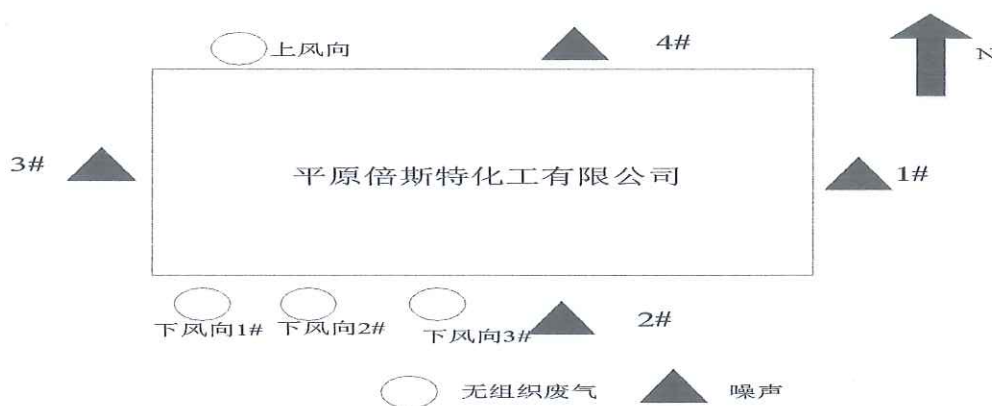 上风向
4#
N
3#
平原倍斯特化工有限公司
1#
下风向1#
下风向2#
下风向3#
2#
无组织废气
噪声